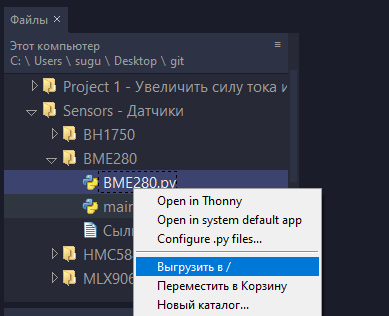 Файлы
Этот компьютер
C: \ Users \ sugu \ Desktop \ git
Project 1 - Увеличить силу тока и
Sensors - Датчики
BH1750
BME280
BME280.py
main
Сыл
HMC58
MLX906
Open in Thonny
Open in system default app
Configure .py files...
Выгрузить в /
Переместить в Корзину
Новый каталог...